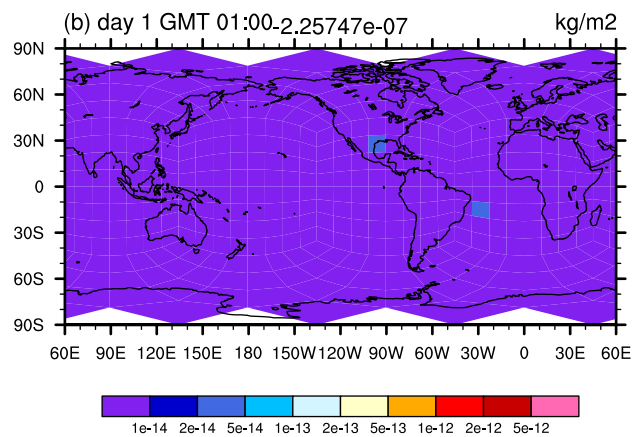 (b) day 1 GMT 01:00 -2.25747e-07 kg/m2
90N
60N
30N
0
30S
60S
90S
60E 90E 120E 150E 180 150W 120W 90W 60W 30W 0 30E 60E
1e-14 2e-14 5e-14 1e-13 2e-13 5e-13 1e-12 2e-12 5e-12